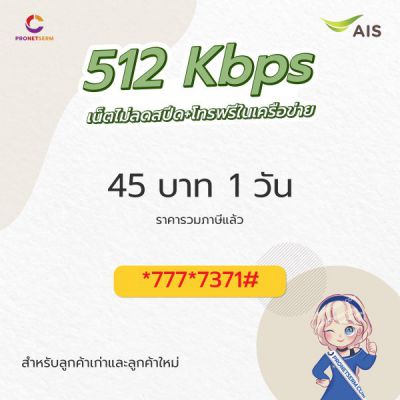 PRONETSERM
AIS
512 Kbps
เน็ตไม่ลดสปีด+โทรฟรีในเครือข่าย
45 บาท 1 วัน
ราคารวมภาษีแล้ว
*777*7371#
สำหรับลูกค้าเก่าและลูกค้าใหม่
PRONETSERM.Com